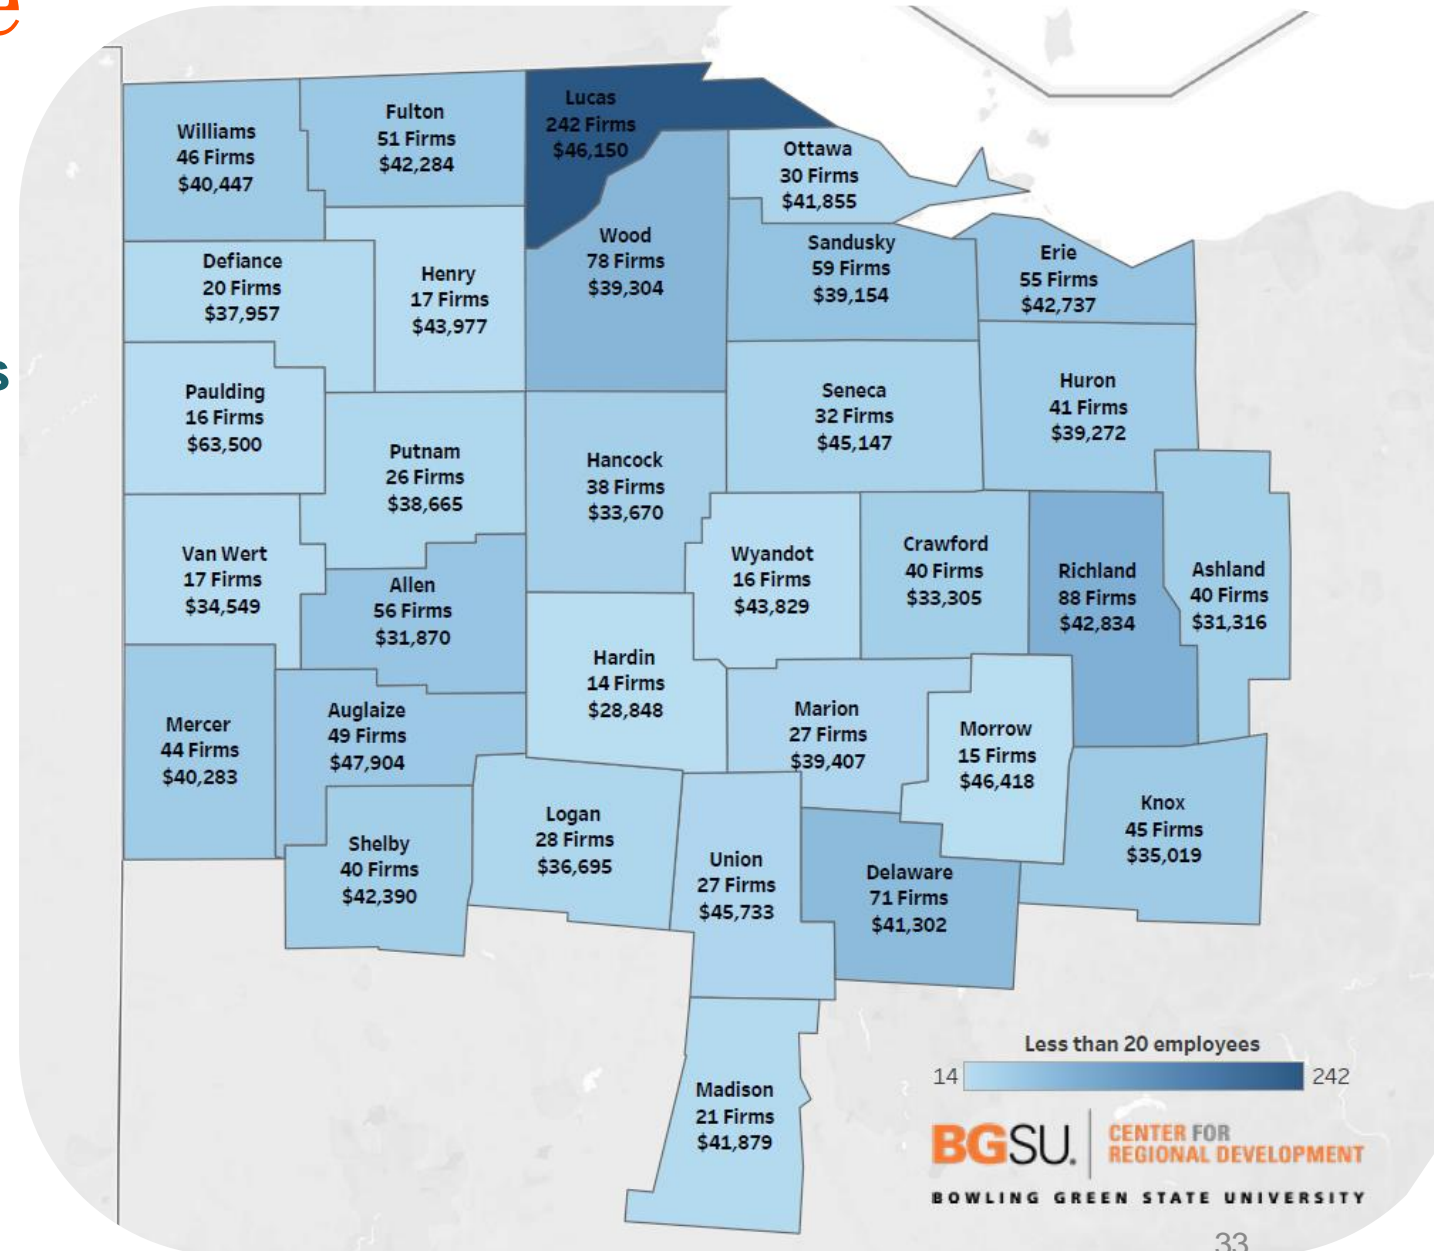 e
s
Williams
46 Firms
$40,447
Fulton
51 Firms
$42,284
Lucas
242 Firms
$46,150
Ottawa
30 Firms
$41,855
Defiance
20 Firms
$37,957
Henry
17 Firms
$43,977
Wood
78 Firms
$39,304
Sandusky
59 Firms
$39,154
Erie
55 Firms
$42,737
Paulding
16 Firms
$63,500
Putnam
26 Firms
$38,665
Hancock
38 Firms
$33,670
Seneca
32 Firms
$45,147
Huron
41 Firms
$39,272
Van Wert
17 Firms
$34,549
Allen
56 Firms
$31,870
Wyandot
16 Firms
$43,829
Crawford
40 Firms
$33,305
Richland
88 Firms
$42,834
Ashland
40 Firms
$31,316
Mercer
44 Firms
$40,283
Auglaize
49 Firms
$47,904
Hardin
14 Firms
$28,848
Marion
27 Firms
$39,407
Morrow
15 Firms
$46,418
Shelby
40 Firms
$42,390
Logan
28 Firms
$36,695
Union
27 Firms
$45,733
Delaware
71 Firms
$41,302
Knox
45 Firms
$35,019
Madison
21 Firms
$41,879
Less than 20 employees
14
242
BGSU.
CENTER FOR
REGIONAL DEVELOPMENT
BOWLING GREEN STATE UNIVERSITY
33